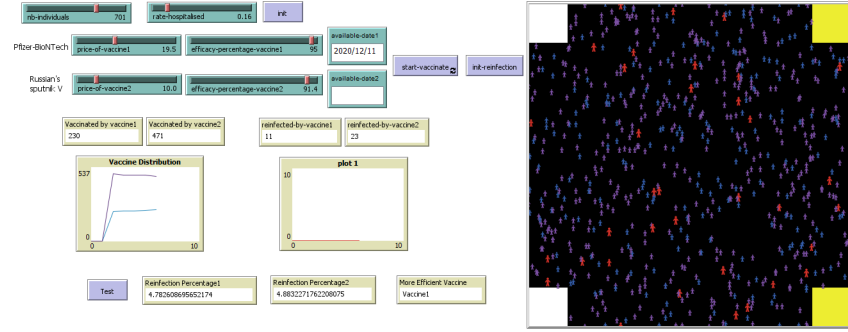 nb-individuals 701
rate-hospitalised 0.16
init
Pfizer-BioNTech
price-of-vaccine1 19.5
efficacy-percentage-vaccine1 95
available-date1
2020/12/11
start-vaccinate
init-reinfection
Russian's
sputnik V
price-of-vaccine2 10.0
efficacy-percentage-vaccine2 91.4
available-date2
Vaccinated by vaccine1
230
Vaccinated by vaccine2
471
reinfected-by-vaccine1
11
reinfected-by-vaccine2
23
Vaccine Distribution
537
0
0 10
plot 1
10
0
0 10
Test
Reinfection Percentage1
4.782608695652174
Reinfection Percentage2
4.8832271762208075
More Efficient Vaccine
Vaccine1